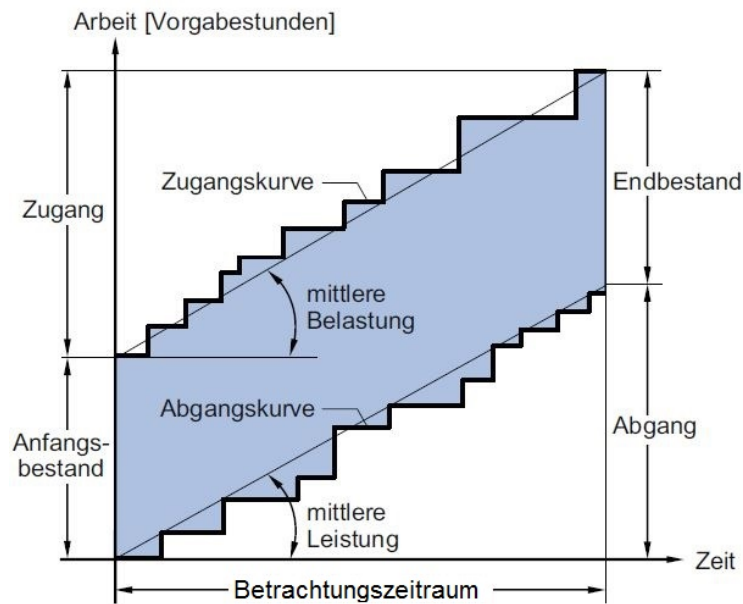 Arbeit [Vorgabestunden]
Zugangskurve
Endbestand
Zugang
mittlere
Belastung
Abgangskurve
Abgang
Anfangs-
bestand
mittlere
Leistung
Zeit
Betrachtungszeitraum